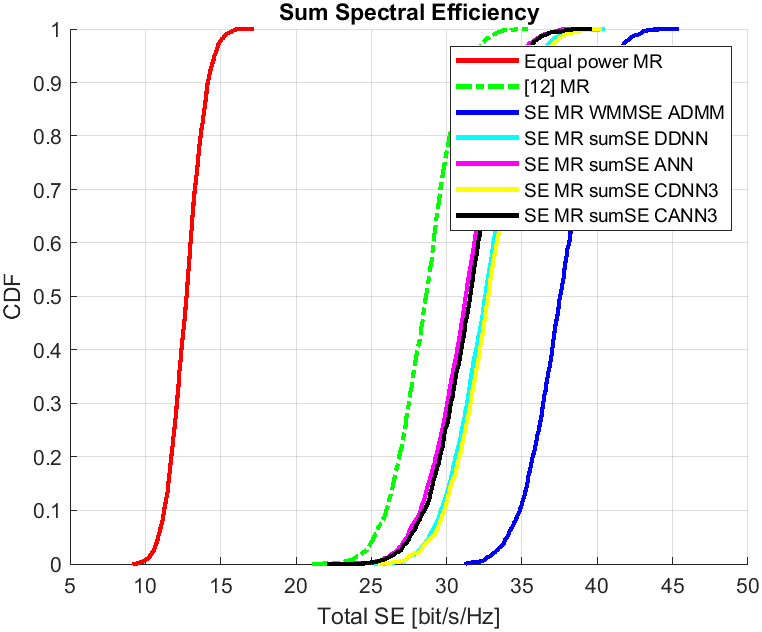 Sum Spectral Efficiency
1
0.9
0.8
0.7
0.6
0.5
0.4
0.3
0.2
0.1
0
CDF
Equal power MR
[12] MR
SE MR WMMSE ADMM
SE MR sumSE DDNN
SE MR sumSE ANN
SE MR sumSE CDNN3
SE MR sumSE CANN3
5 10 15 20 25 30 35 40 45 50
Total SE [bit/s/Hz]